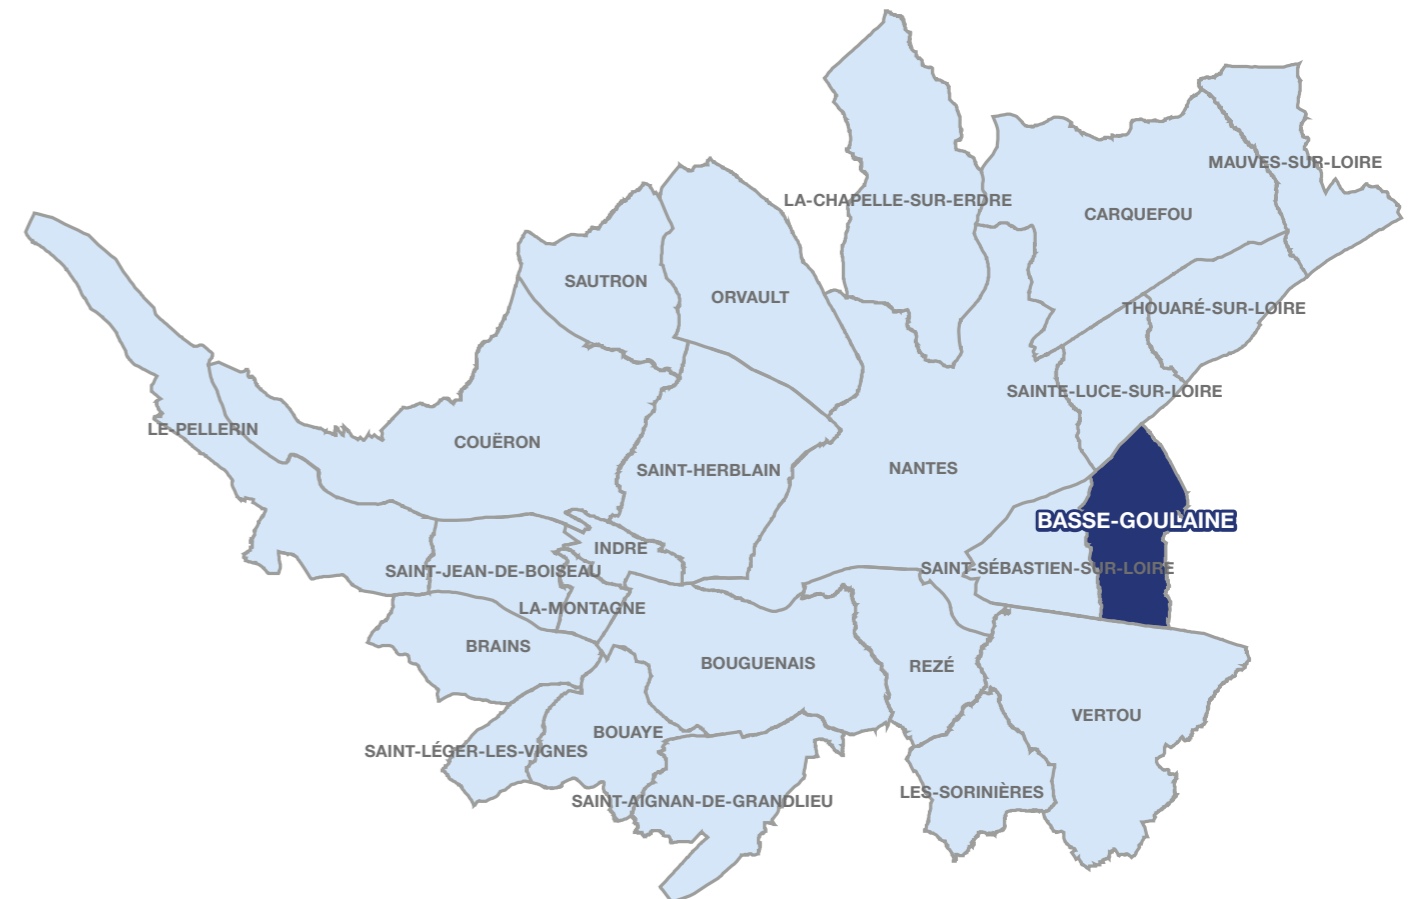 MAUVES-SUR-LOIRE
LA-CHAPELLE-SUR-ERDRE
CARQUEFOU
SAUTRON
ORVAULT
THOUARÉ-SUR-LOIRE
SAINTE-LUCE-SUR-LOIRE
LE-PELLERIN
COUËRON
SAINT-HERBLAIN
NANTES
BASSE-GOULAINE
INDRE
SAINT-JEAN-DE-BOISEAU
SAINT-SÉBASTIEN-SUR-LOIRE
LA-MONTAGNE
BRAINS
BOUGUENAIS
REZÉ
VERTOU
BOUAYE
SAINT-LÉGER-LES-VIGNES
LES-SORINIÈRES
SAINT-AIGNAN-DE-GRANDLIEU